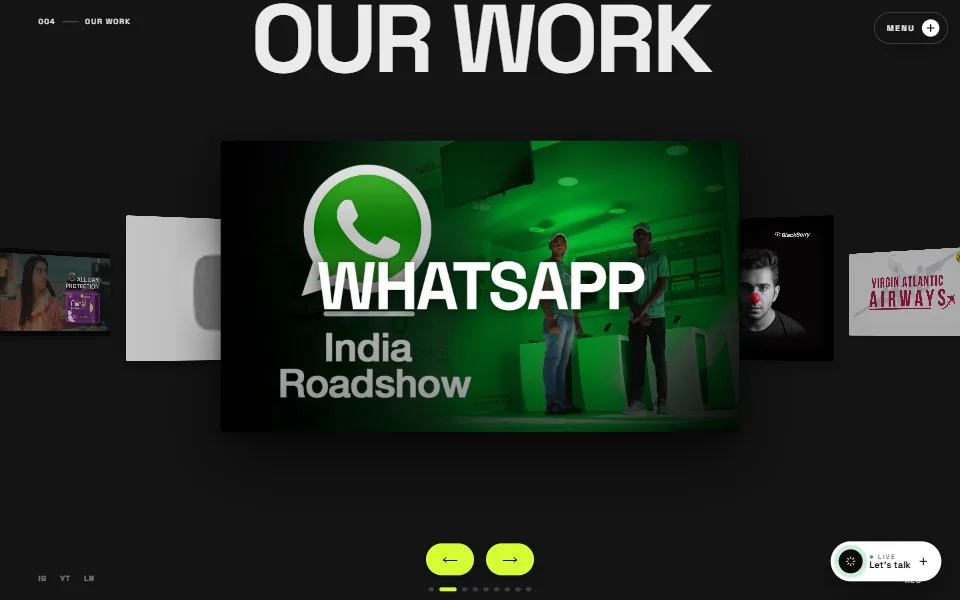 004 — OUR WORK
OUR WORK
MENU +
ALL DAY
PROTECTION
WHATSAPP
India
Roadshow
BlackBerry
VIRGIN ATLANTIC
AIRWAYS
← →
IG YT LN
LIVE
Let's talk +